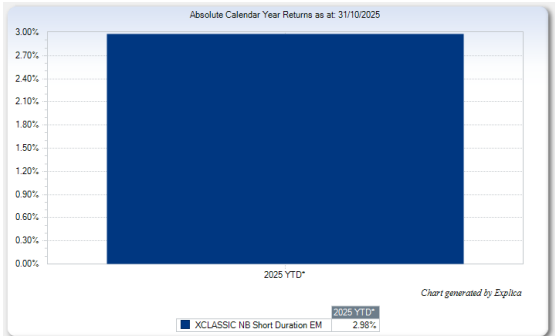 Absolute Calendar Year Returns as at: 31/10/2025
3.00%
2.70%
2.40%
2.10%
1.80%
1.50%
1.20%
0.90%
0.60%
0.30%
0.00%
2025 YTD*
Chart generated by Explica
2025 YTD*
XCLASSIC NB Short Duration EM 2.98%